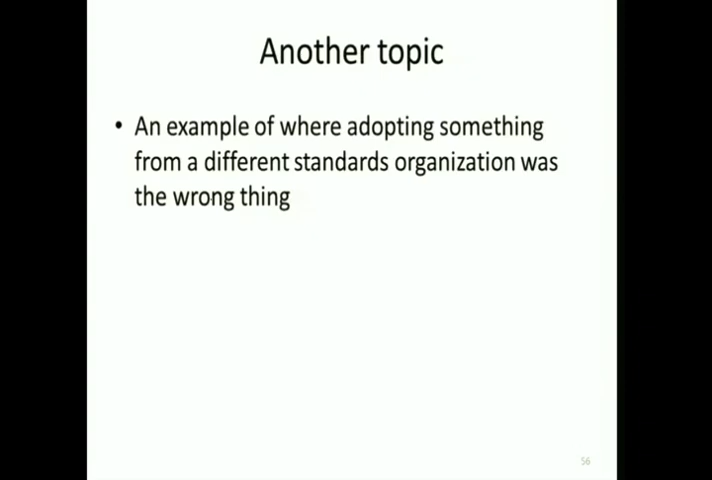 Another topic
• An example of where adopting something
from a different standards organization was
the wrong thing
56